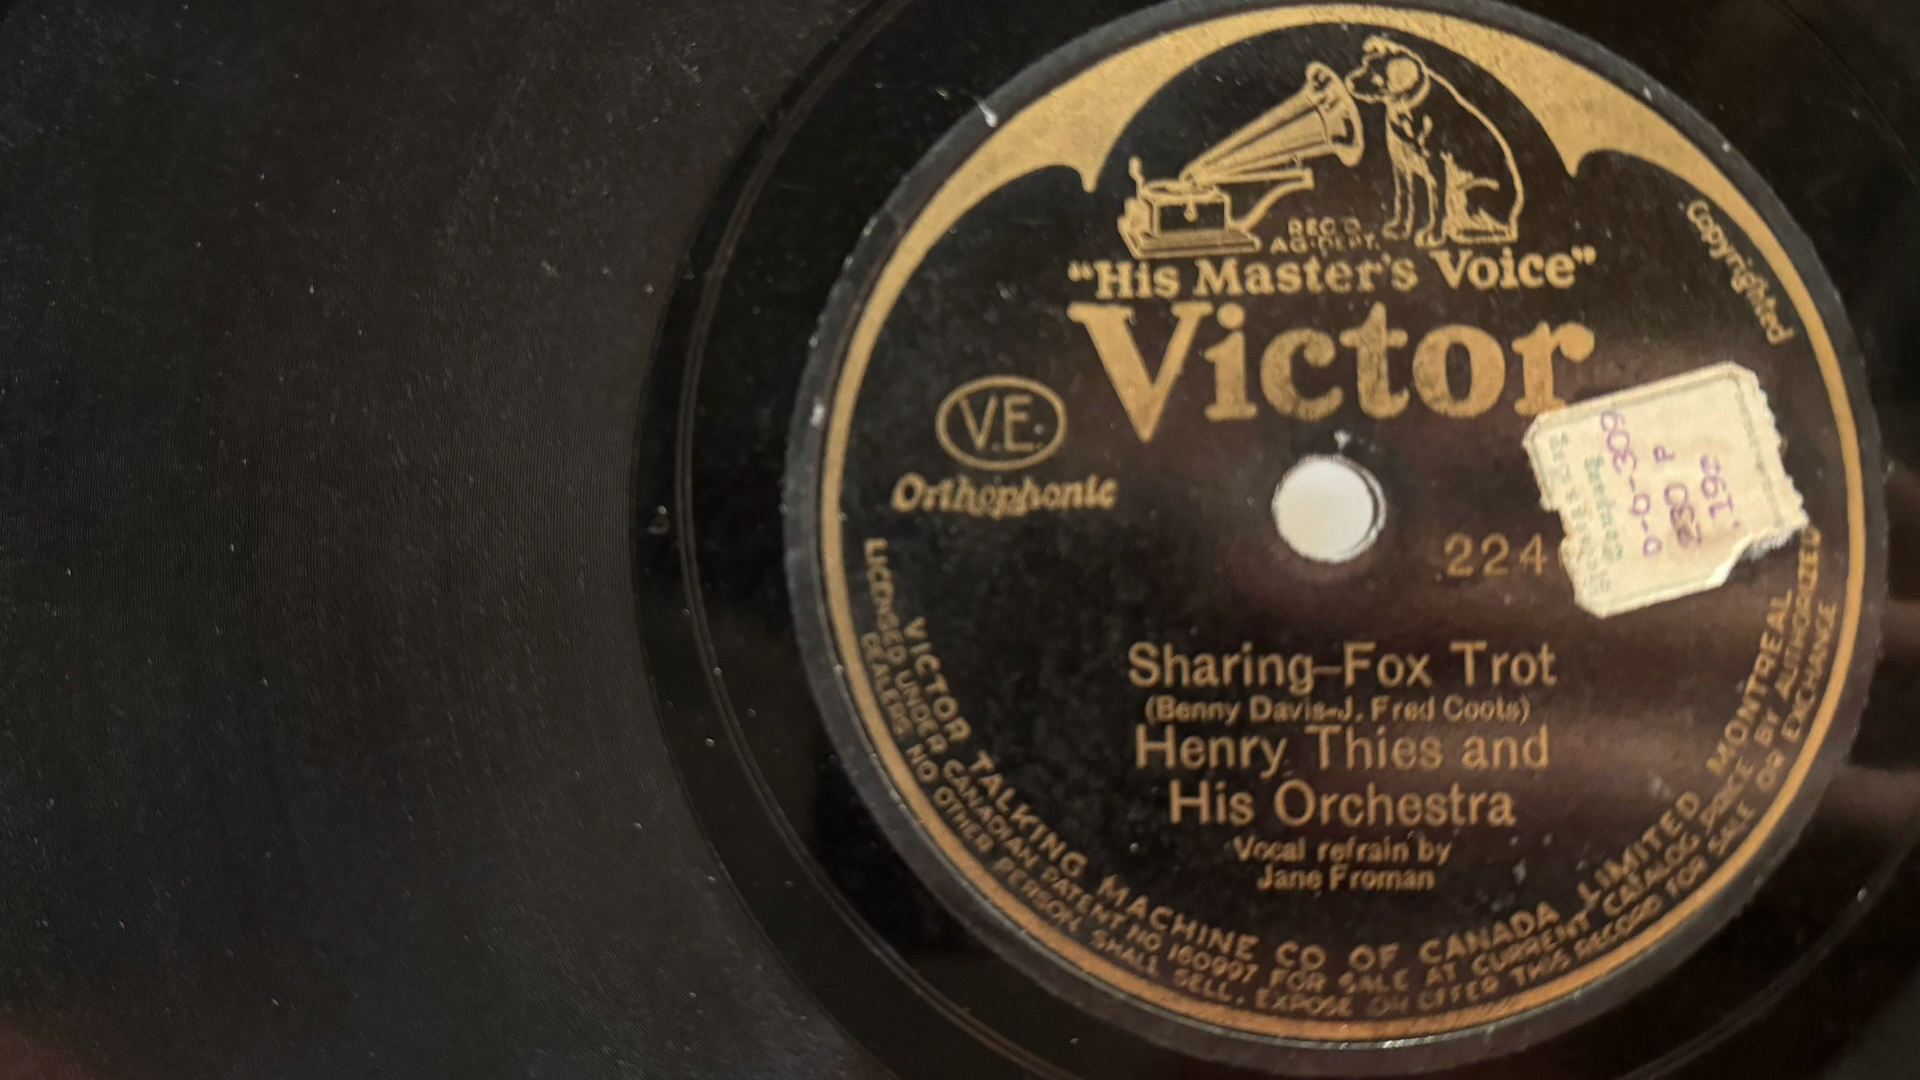 REG'D.
"His Master's Voice"
Victor
Copyrighted
V.E.
Orthophonic
224
Sharing–Fox Trot
(Benny Davis-J. Fred Coots)
Henry Thies and
His Orchestra
Vocal refrain by
Jane Froman
VICTOR TALKING MACHINE CO OF CANADA LIMITED MONTREAL
LICENSED UNDER CANADIAN PATENT NO 160997 FOR SALE AT CURRENT CATALOG PRICE BY AUTHORIZED
DEALERS, NO OTHER PERSON SHALL SELL, EXPOSE OR OFFER THIS RECORD FOR SALE OR EXCHANGE